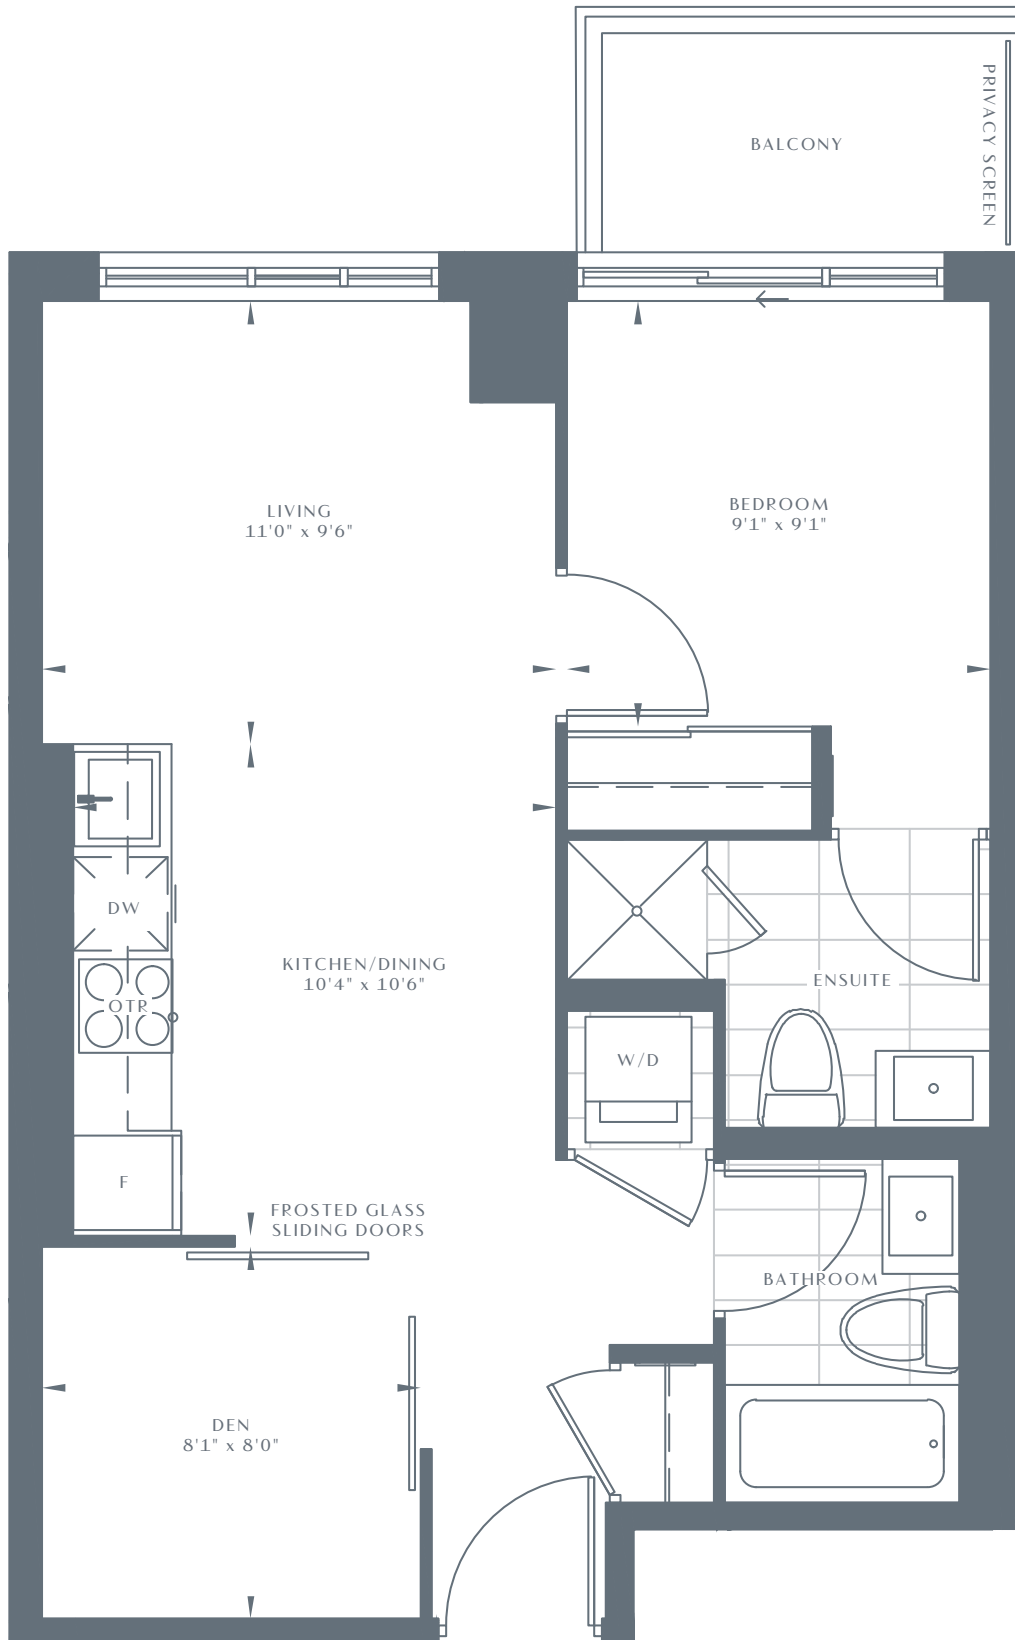 BALCONY
PRIVACY SCREEN
LIVING
11'0" x 9'6"
BEDROOM
9'1" x 9'1"
DW
KITCHEN/DINING
10'4" x 10'6"
OTR
ENSUITE
W/D
F
FROSTED GLASS
SLIDING DOORS
BATHROOM
DEN
8'1" x 8'0"